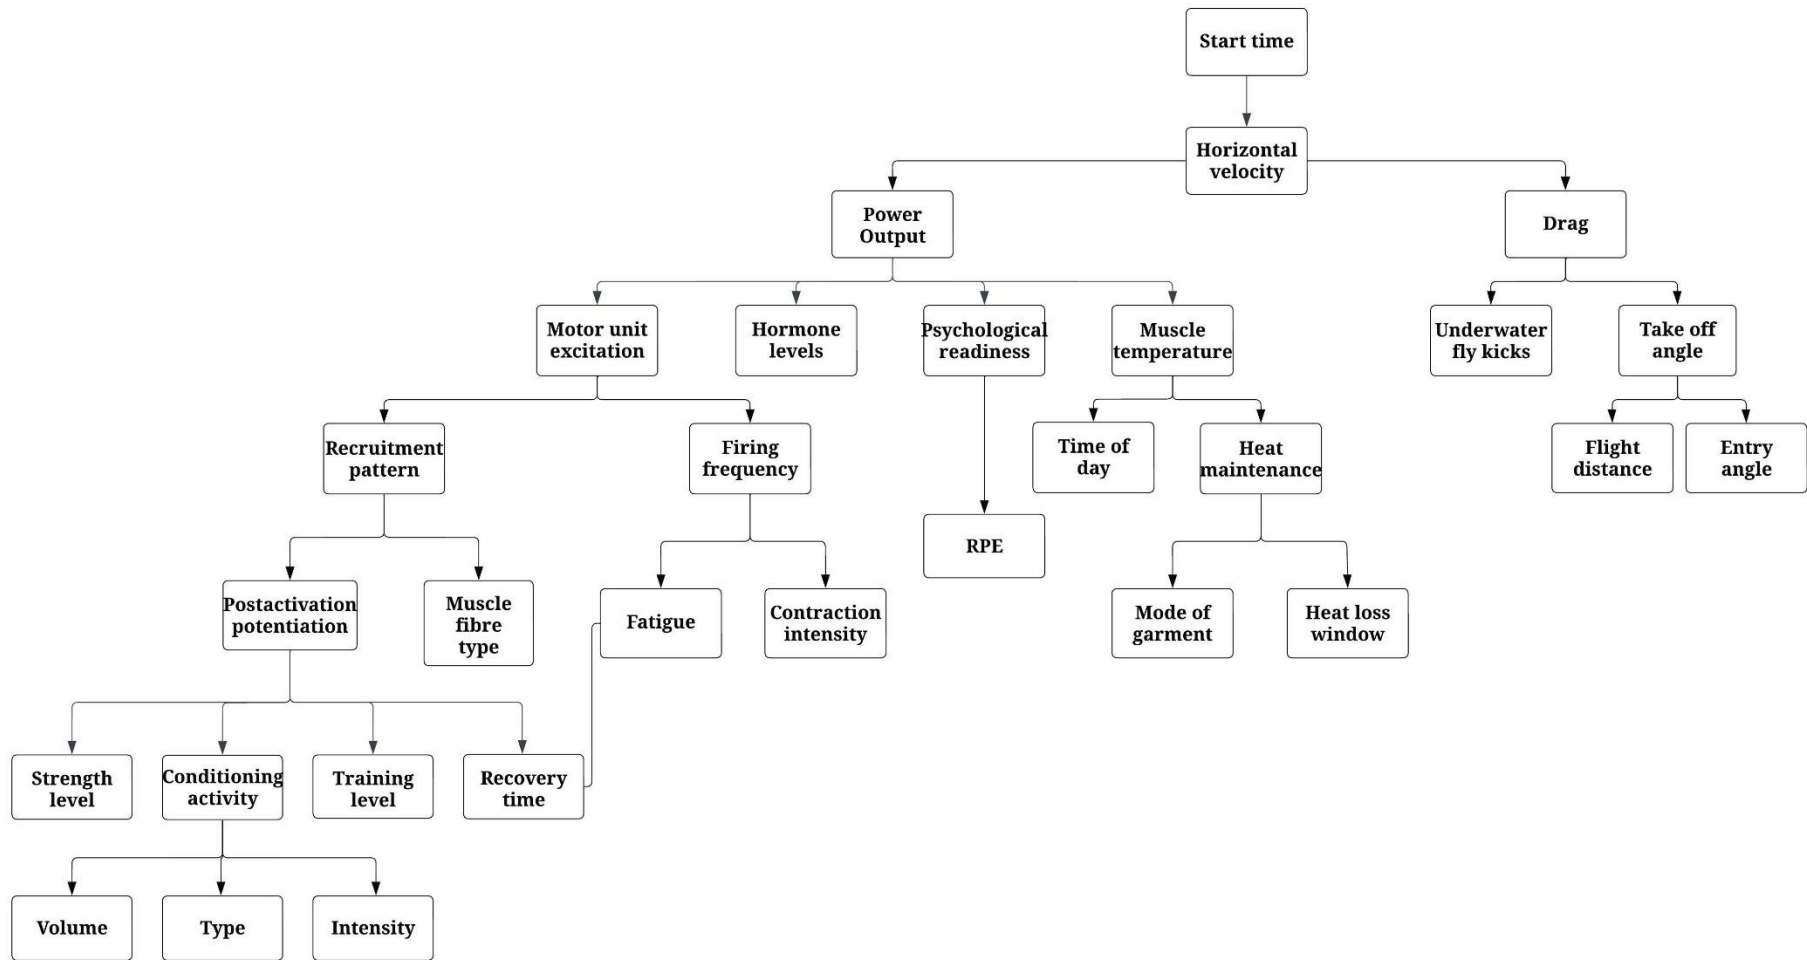 Start time
Horizontal
velocity
Power
Output
Drag
Motor unit
excitation
Hormone
levels
Psychological
readiness
Muscle
temperature
Underwater
fly kicks
Take off
angle
Recruitment
pattern
Firing
frequency
Time of
day
Heat
maintenance
Flight
distance
Entry
angle
RPE
Postactivation
potentiation
Muscle
fibre
type
Fatigue
Contraction
intensity
Mode of
garment
Heat loss
window
Strength
level
Conditioning
activity
Training
level
Recovery
time
Volume
Type
Intensity